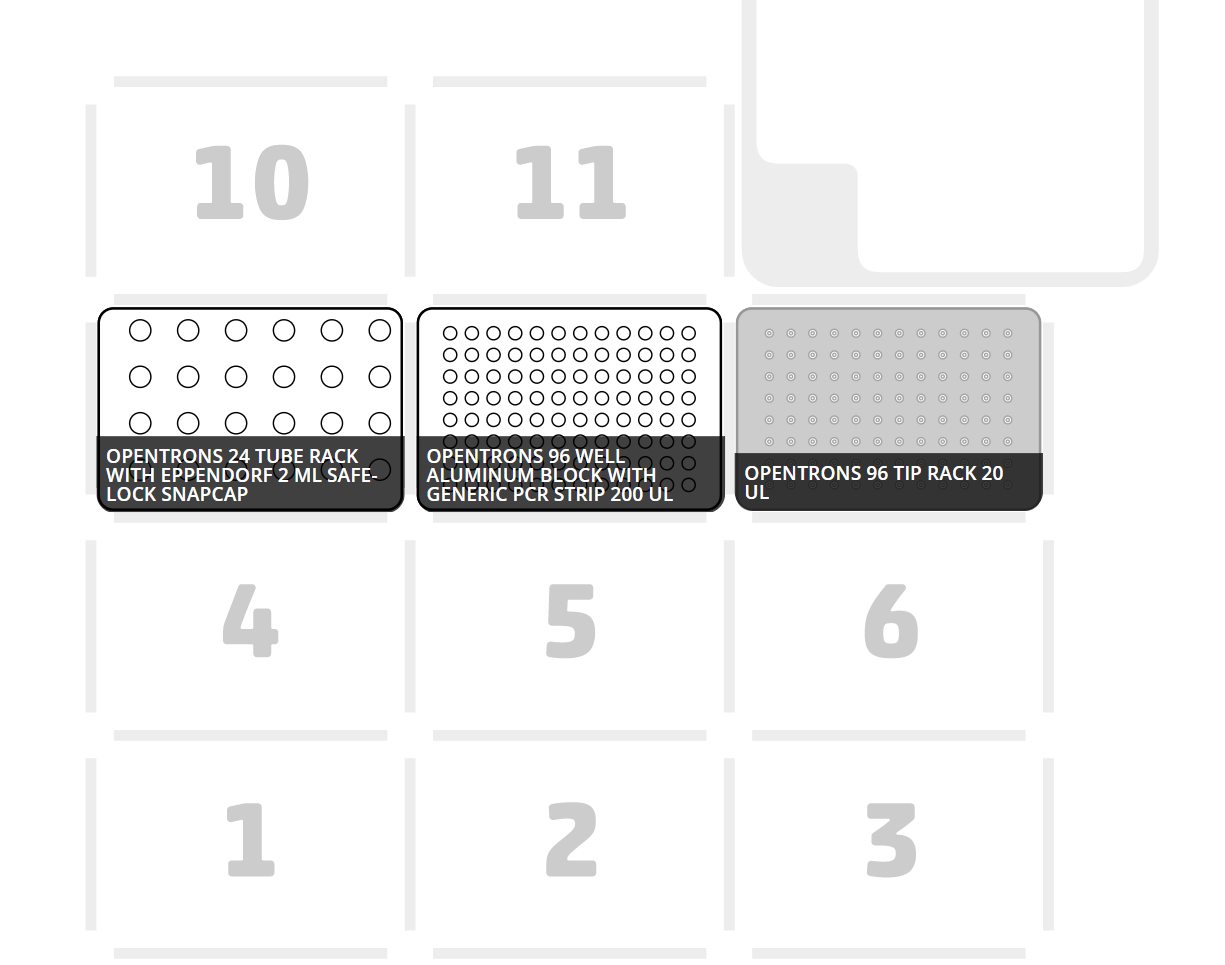 10
11
OPENTRONS 24 TUBE RACK
WITH EPPENDORF 2 ML SAFE-
LOCK SNAPCAP
OPENTRONS 96 WELL
ALUMINUM BLOCK WITH
GENERIC PCR STRIP 200 UL
OPENTRONS 96 TIP RACK 20
UL
4
5
6
1
2
3